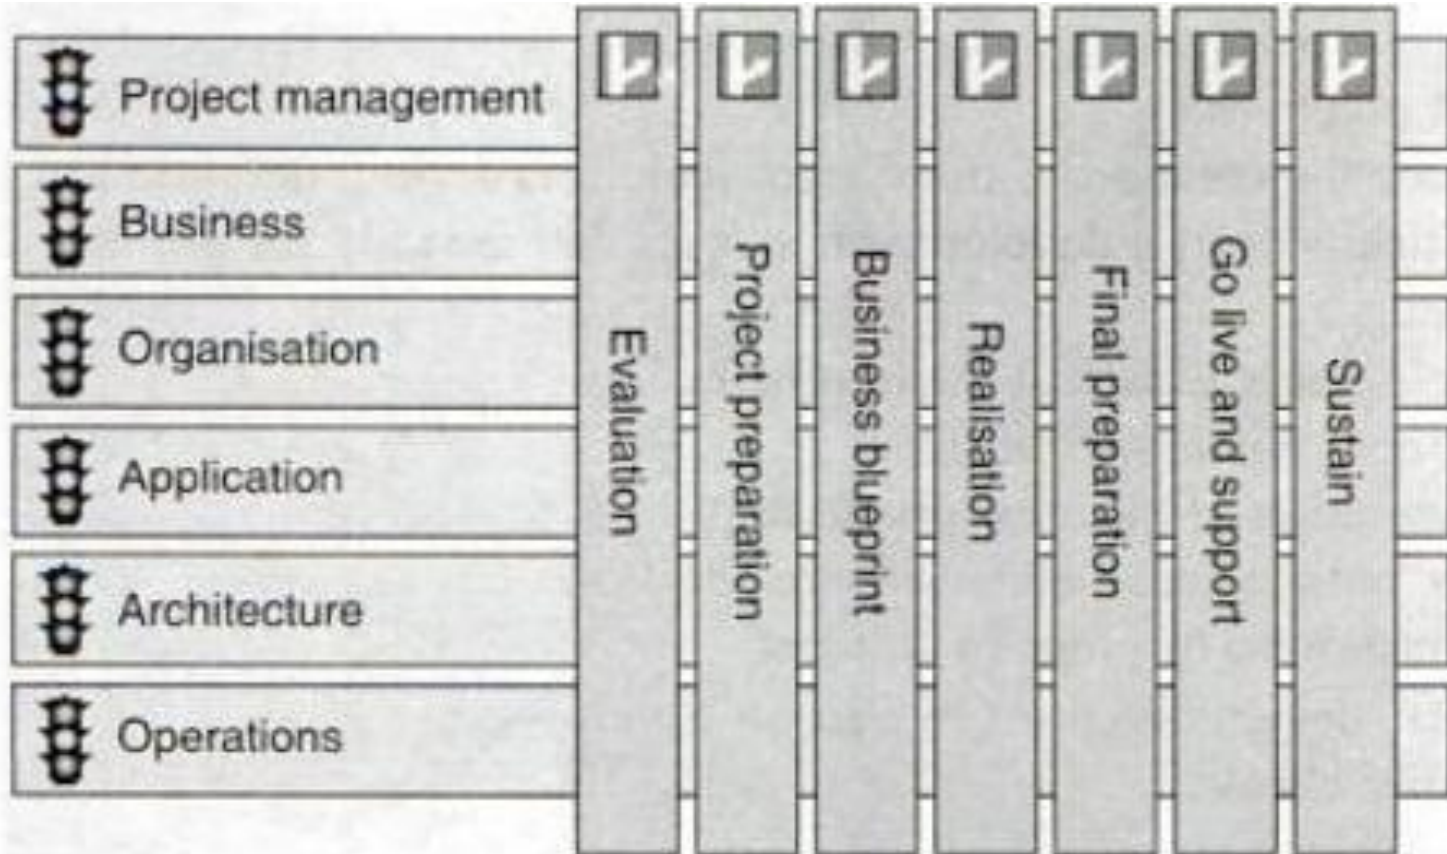 Project management
Business
Organisation
Application
Architecture
Operations
Evaluation
Project preparation
Business blueprint
Realisation
Final preparation
Go live and support
Sustain